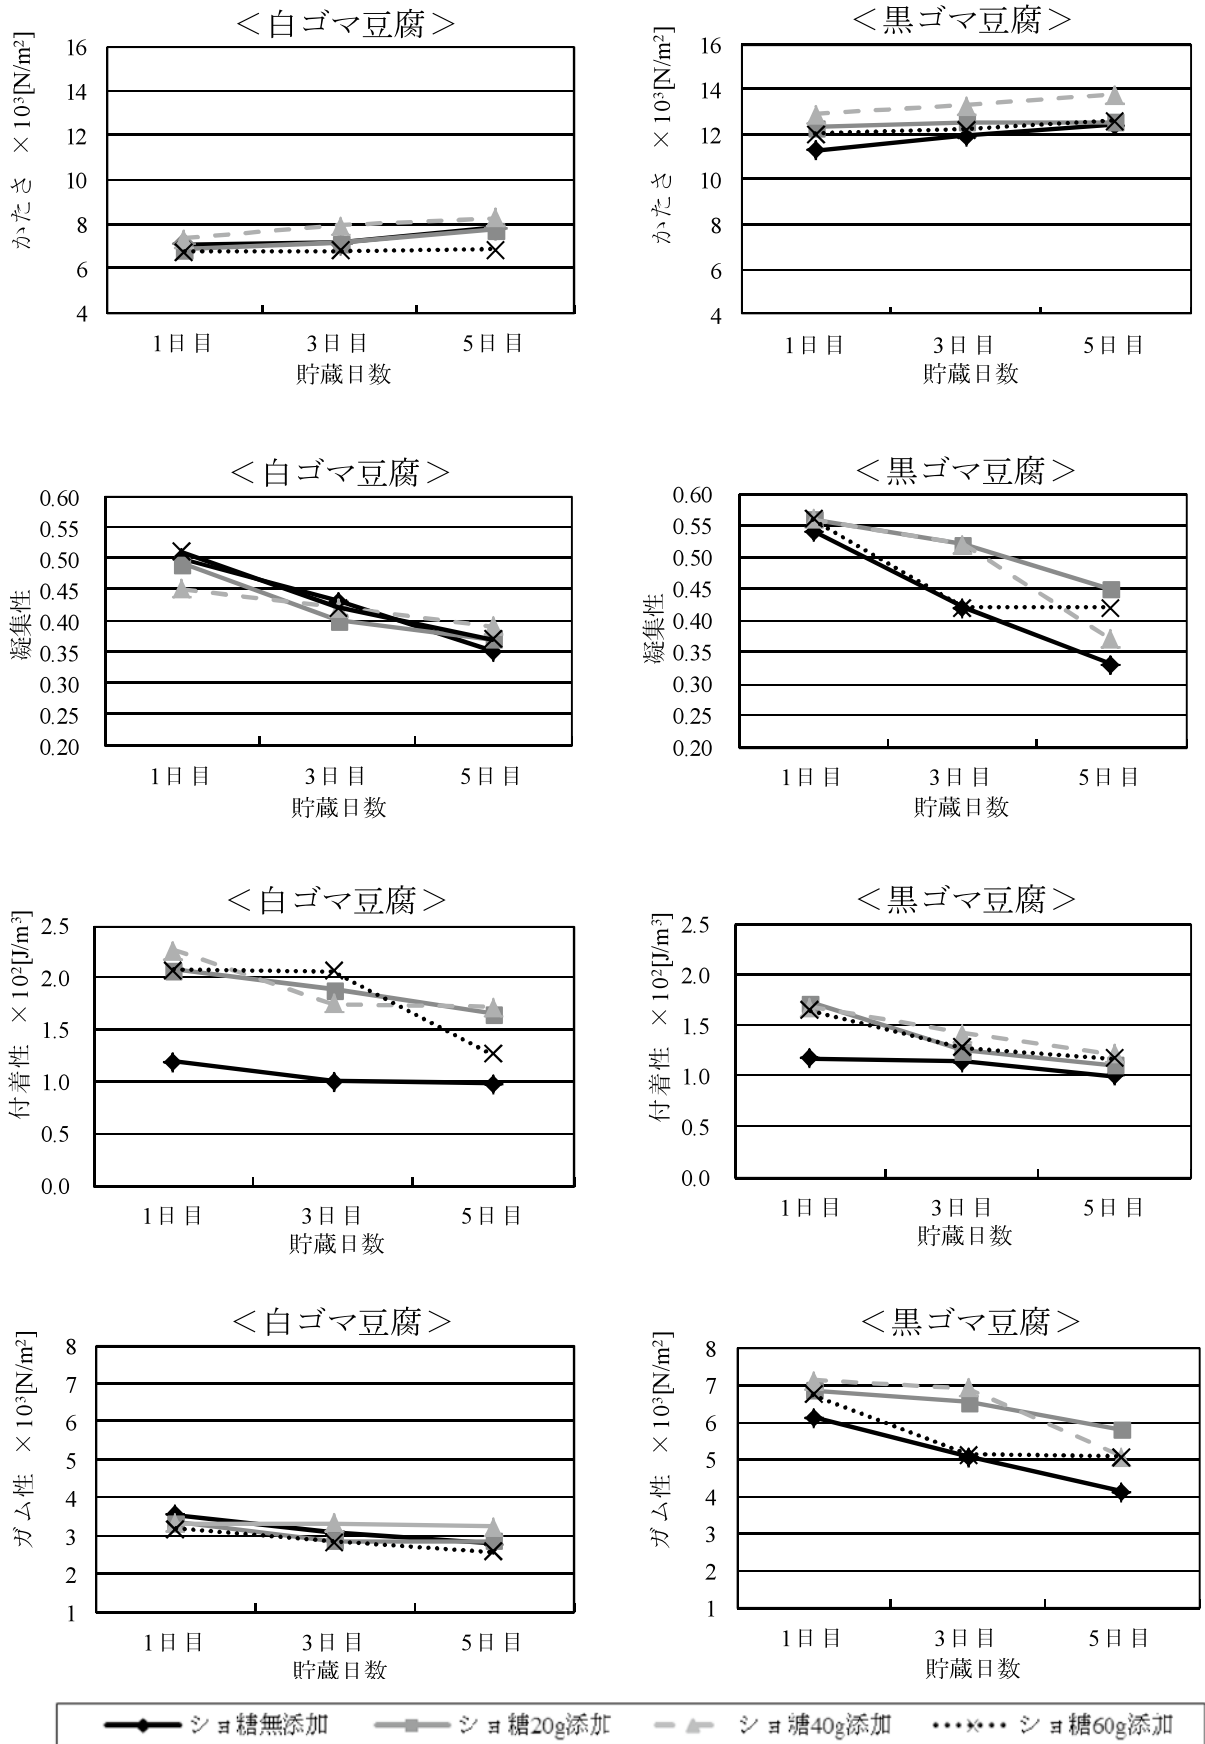 ＜白ゴマ豆腐＞
かたさ ×10³[N/m²]
16
14
12
10
8
6
4
1日目 3日目 5日目
貯蔵日数
＜黒ゴマ豆腐＞
かたさ ×10³[N/m²]
16
14
12
10
8
6
4
1日目 3日目 5日目
貯蔵日数
＜白ゴマ豆腐＞
凝集性
0.60
0.55
0.50
0.45
0.40
0.35
0.30
0.25
0.20
1日目 3日目 5日目
貯蔵日数
＜黒ゴマ豆腐＞
凝集性
0.60
0.55
0.50
0.45
0.40
0.35
0.30
0.25
0.20
1日目 3日目 5日目
貯蔵日数
＜白ゴマ豆腐＞
付着性 ×10²[J/m³]
2.5
2.0
1.5
1.0
0.5
0.0
1日目 3日目 5日目
貯蔵日数
＜黒ゴマ豆腐＞
付着性 ×10²[J/m³]
2.5
2.0
1.5
1.0
0.5
0.0
1日目 3日目 5日目
貯蔵日数
＜白ゴマ豆腐＞
ガム性 ×10³[N/m²]
8
7
6
5
4
3
2
1
1日目 3日目 5日目
貯蔵日数
＜黒ゴマ豆腐＞
ガム性 ×10³[N/m²]
8
7
6
5
4
3
2
1
1日目 3日目 5日目
貯蔵日数
ショ糖無添加 ショ糖20g添加 ショ糖40g添加 ショ糖60g添加